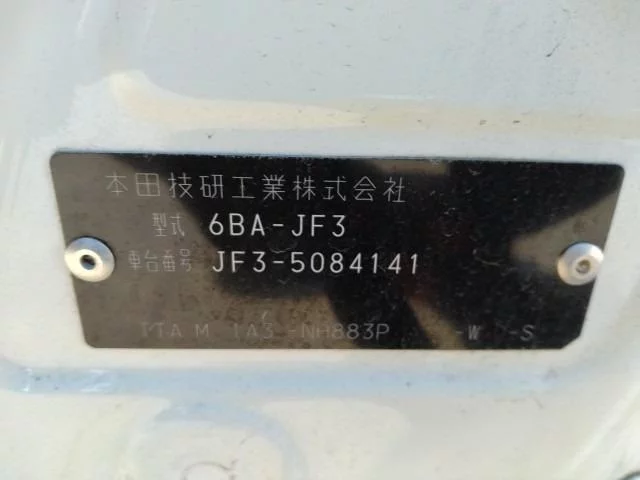 本田技研工業株式会社
型式 6BA-JF3
車台番号 JF3-5084141
-NH883P -W -S